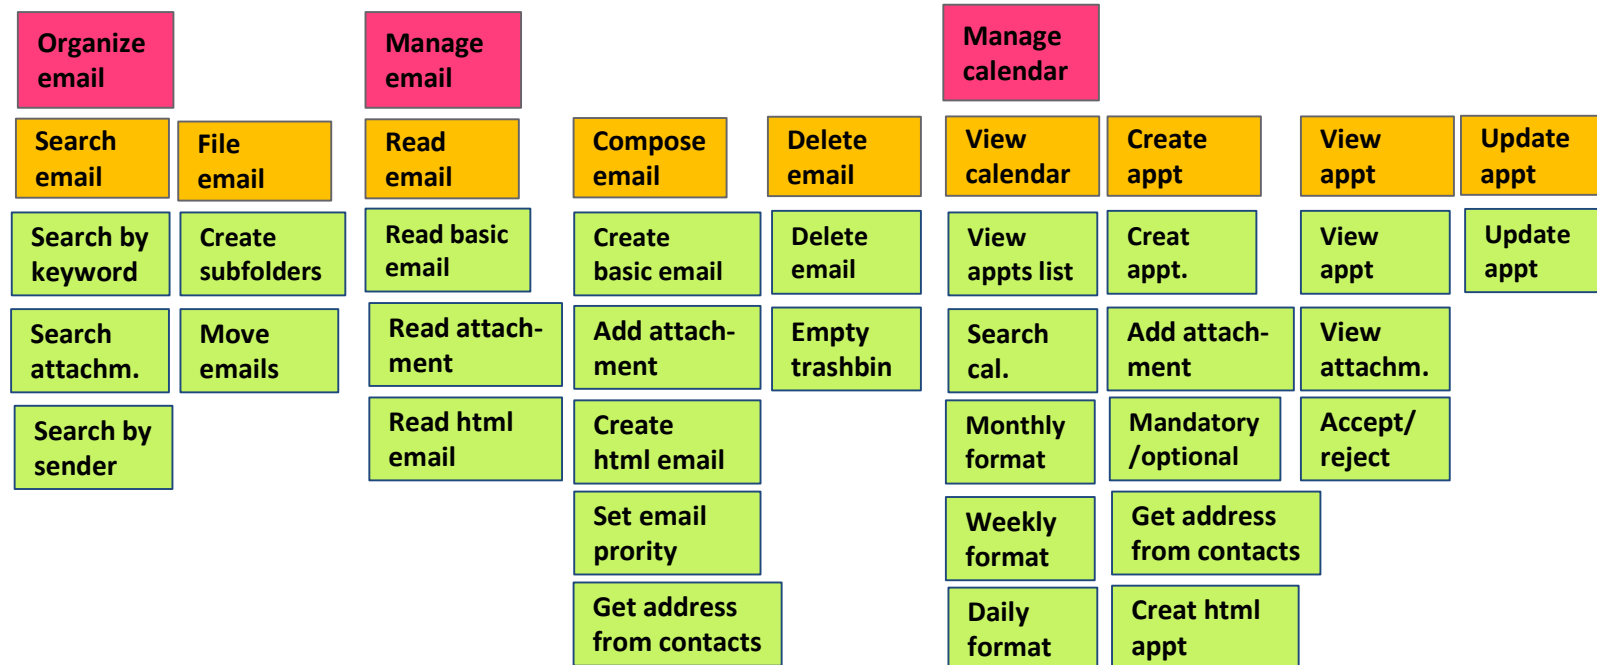 Organize
email
Manage
email
Manage
calendar
Search
email
File
email
Read
email
Compose
email
Delete
email
View
calendar
Create
appt
View
appt
Update
appt
Search by
keyword
Create
subfolders
Read basic
email
Create
basic email
Delete
email
View
appts list
Creat
appt.
View
appt
Update
appt
Search
attachm.
Move
emails
Read attach-
ment
Add attach-
ment
Empty
trashbin
Search
cal.
Add attach-
ment
View
attachm.
Search by
sender
Read html
email
Create
html email
Monthly
format
Mandatory
/optional
Accept/
reject
Set email
prority
Weekly
format
Get address
from contacts
Get address
from contacts
Daily
format
Creat html
appt